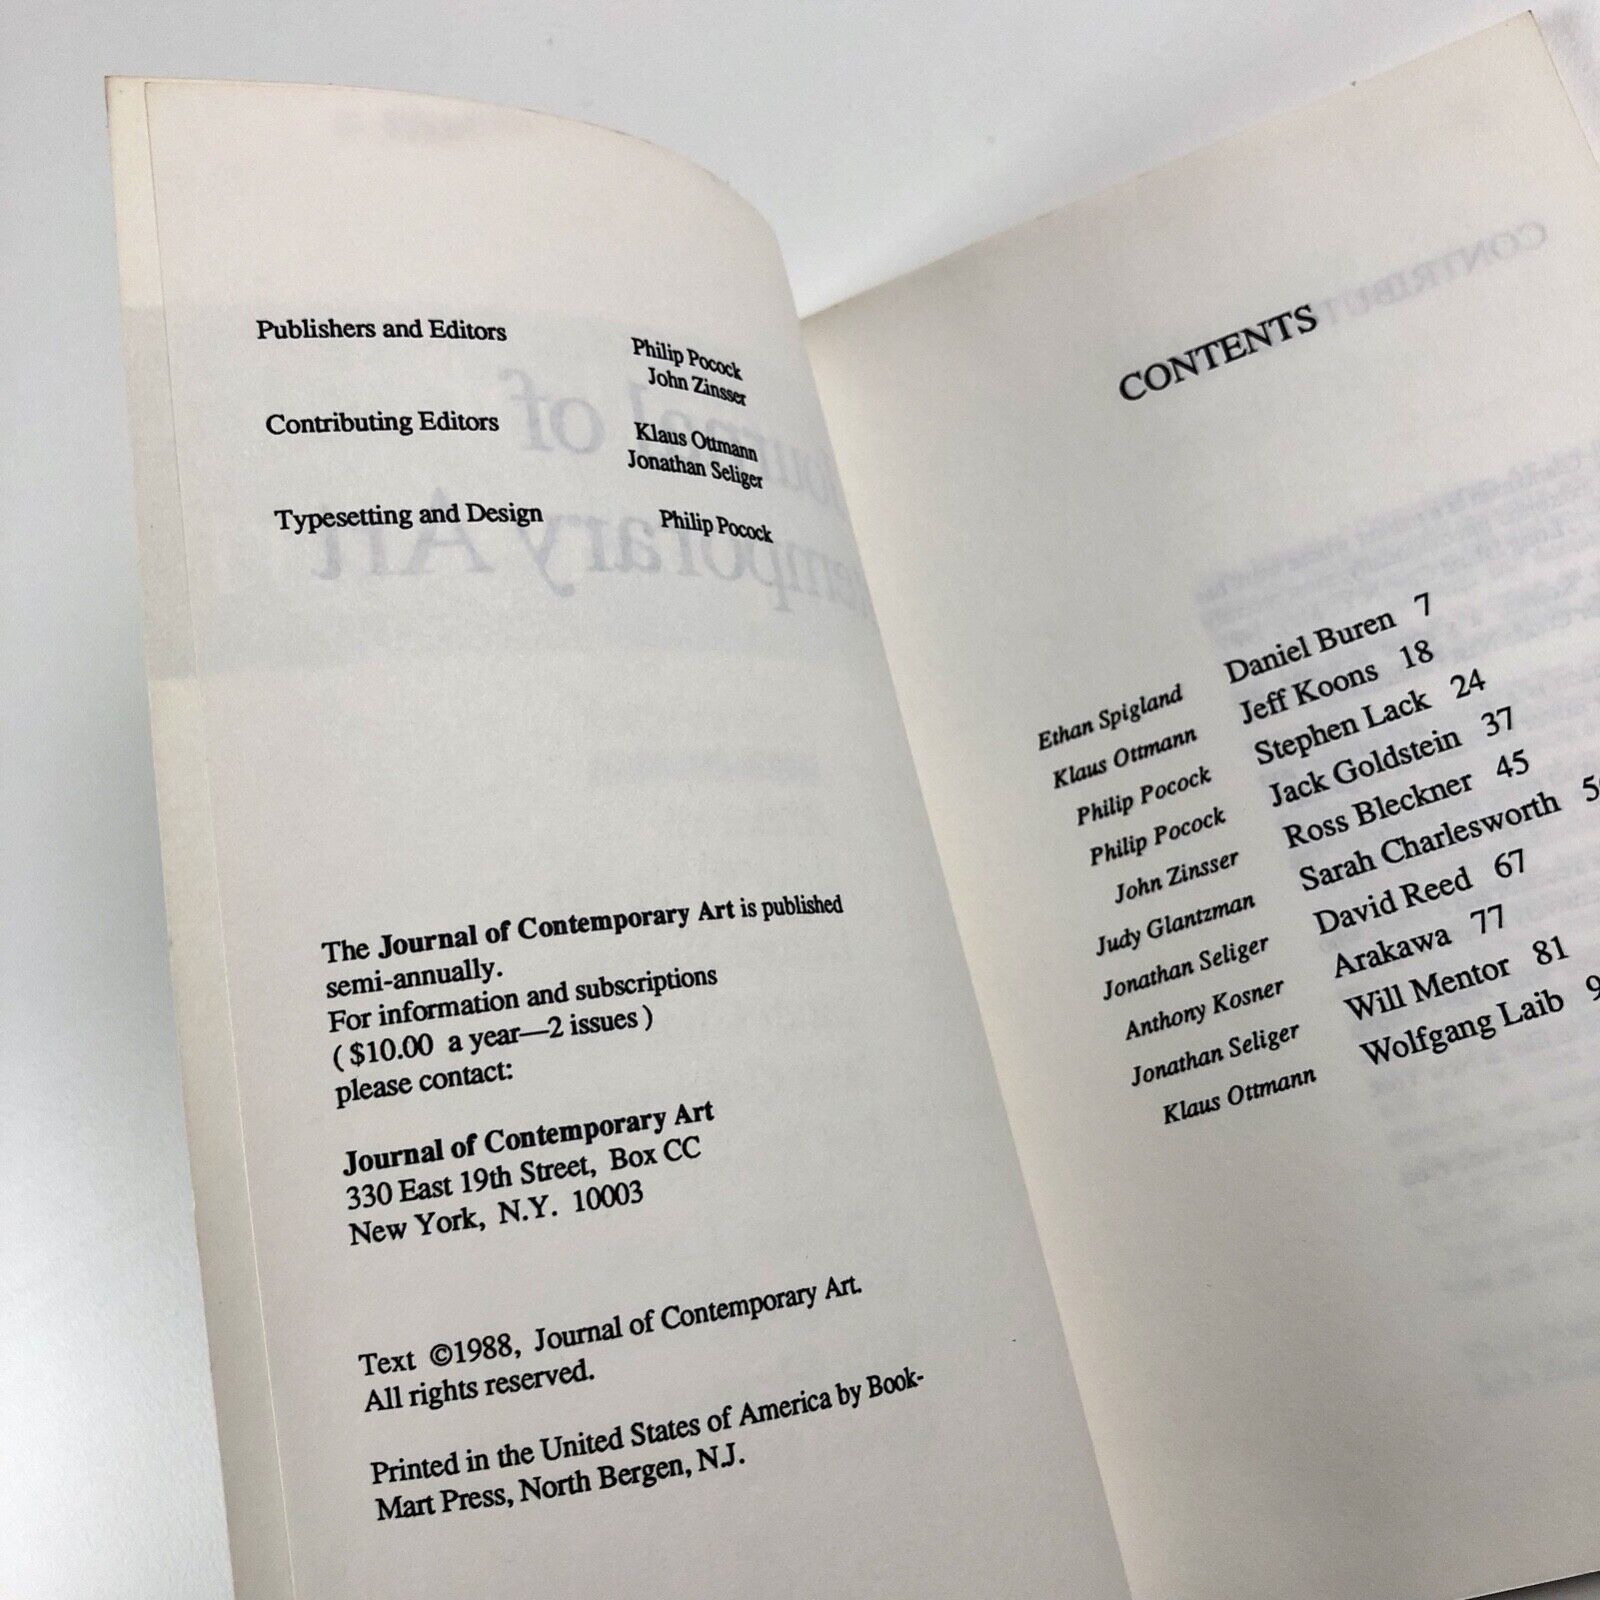 Publishers and Editors Philip Pocock
John Zinsser
Contributing Editors Klaus Ottmann
Jonathan Seliger
Typesetting and Design Philip Pocock
The Journal of Contemporary Art is published
semi-annually.
For information and subscriptions
( $10.00 a year—2 issues )
please contact:
Journal of Contemporary Art
330 East 19th Street, Box CC
New York, N.Y. 10003
Text ©1988, Journal of Contemporary Art.
All rights reserved.
Printed in the United States of America by Book-
Mart Press, North Bergen, N.J.
CONTENTS
Ethan Spigland Daniel Buren 7
Klaus Ottmann Jeff Koons 18
Philip Pocock Stephen Lack 24
Philip Pocock Jack Goldstein 37
John Zinsser Ross Bleckner 45
Judy Glantzman Sarah Charlesworth
Jonathan Seliger David Reed 67
Anthony Kosner Arakawa 77
Jonathan Seliger Will Mentor 81
Klaus Ottmann Wolfgang Laib